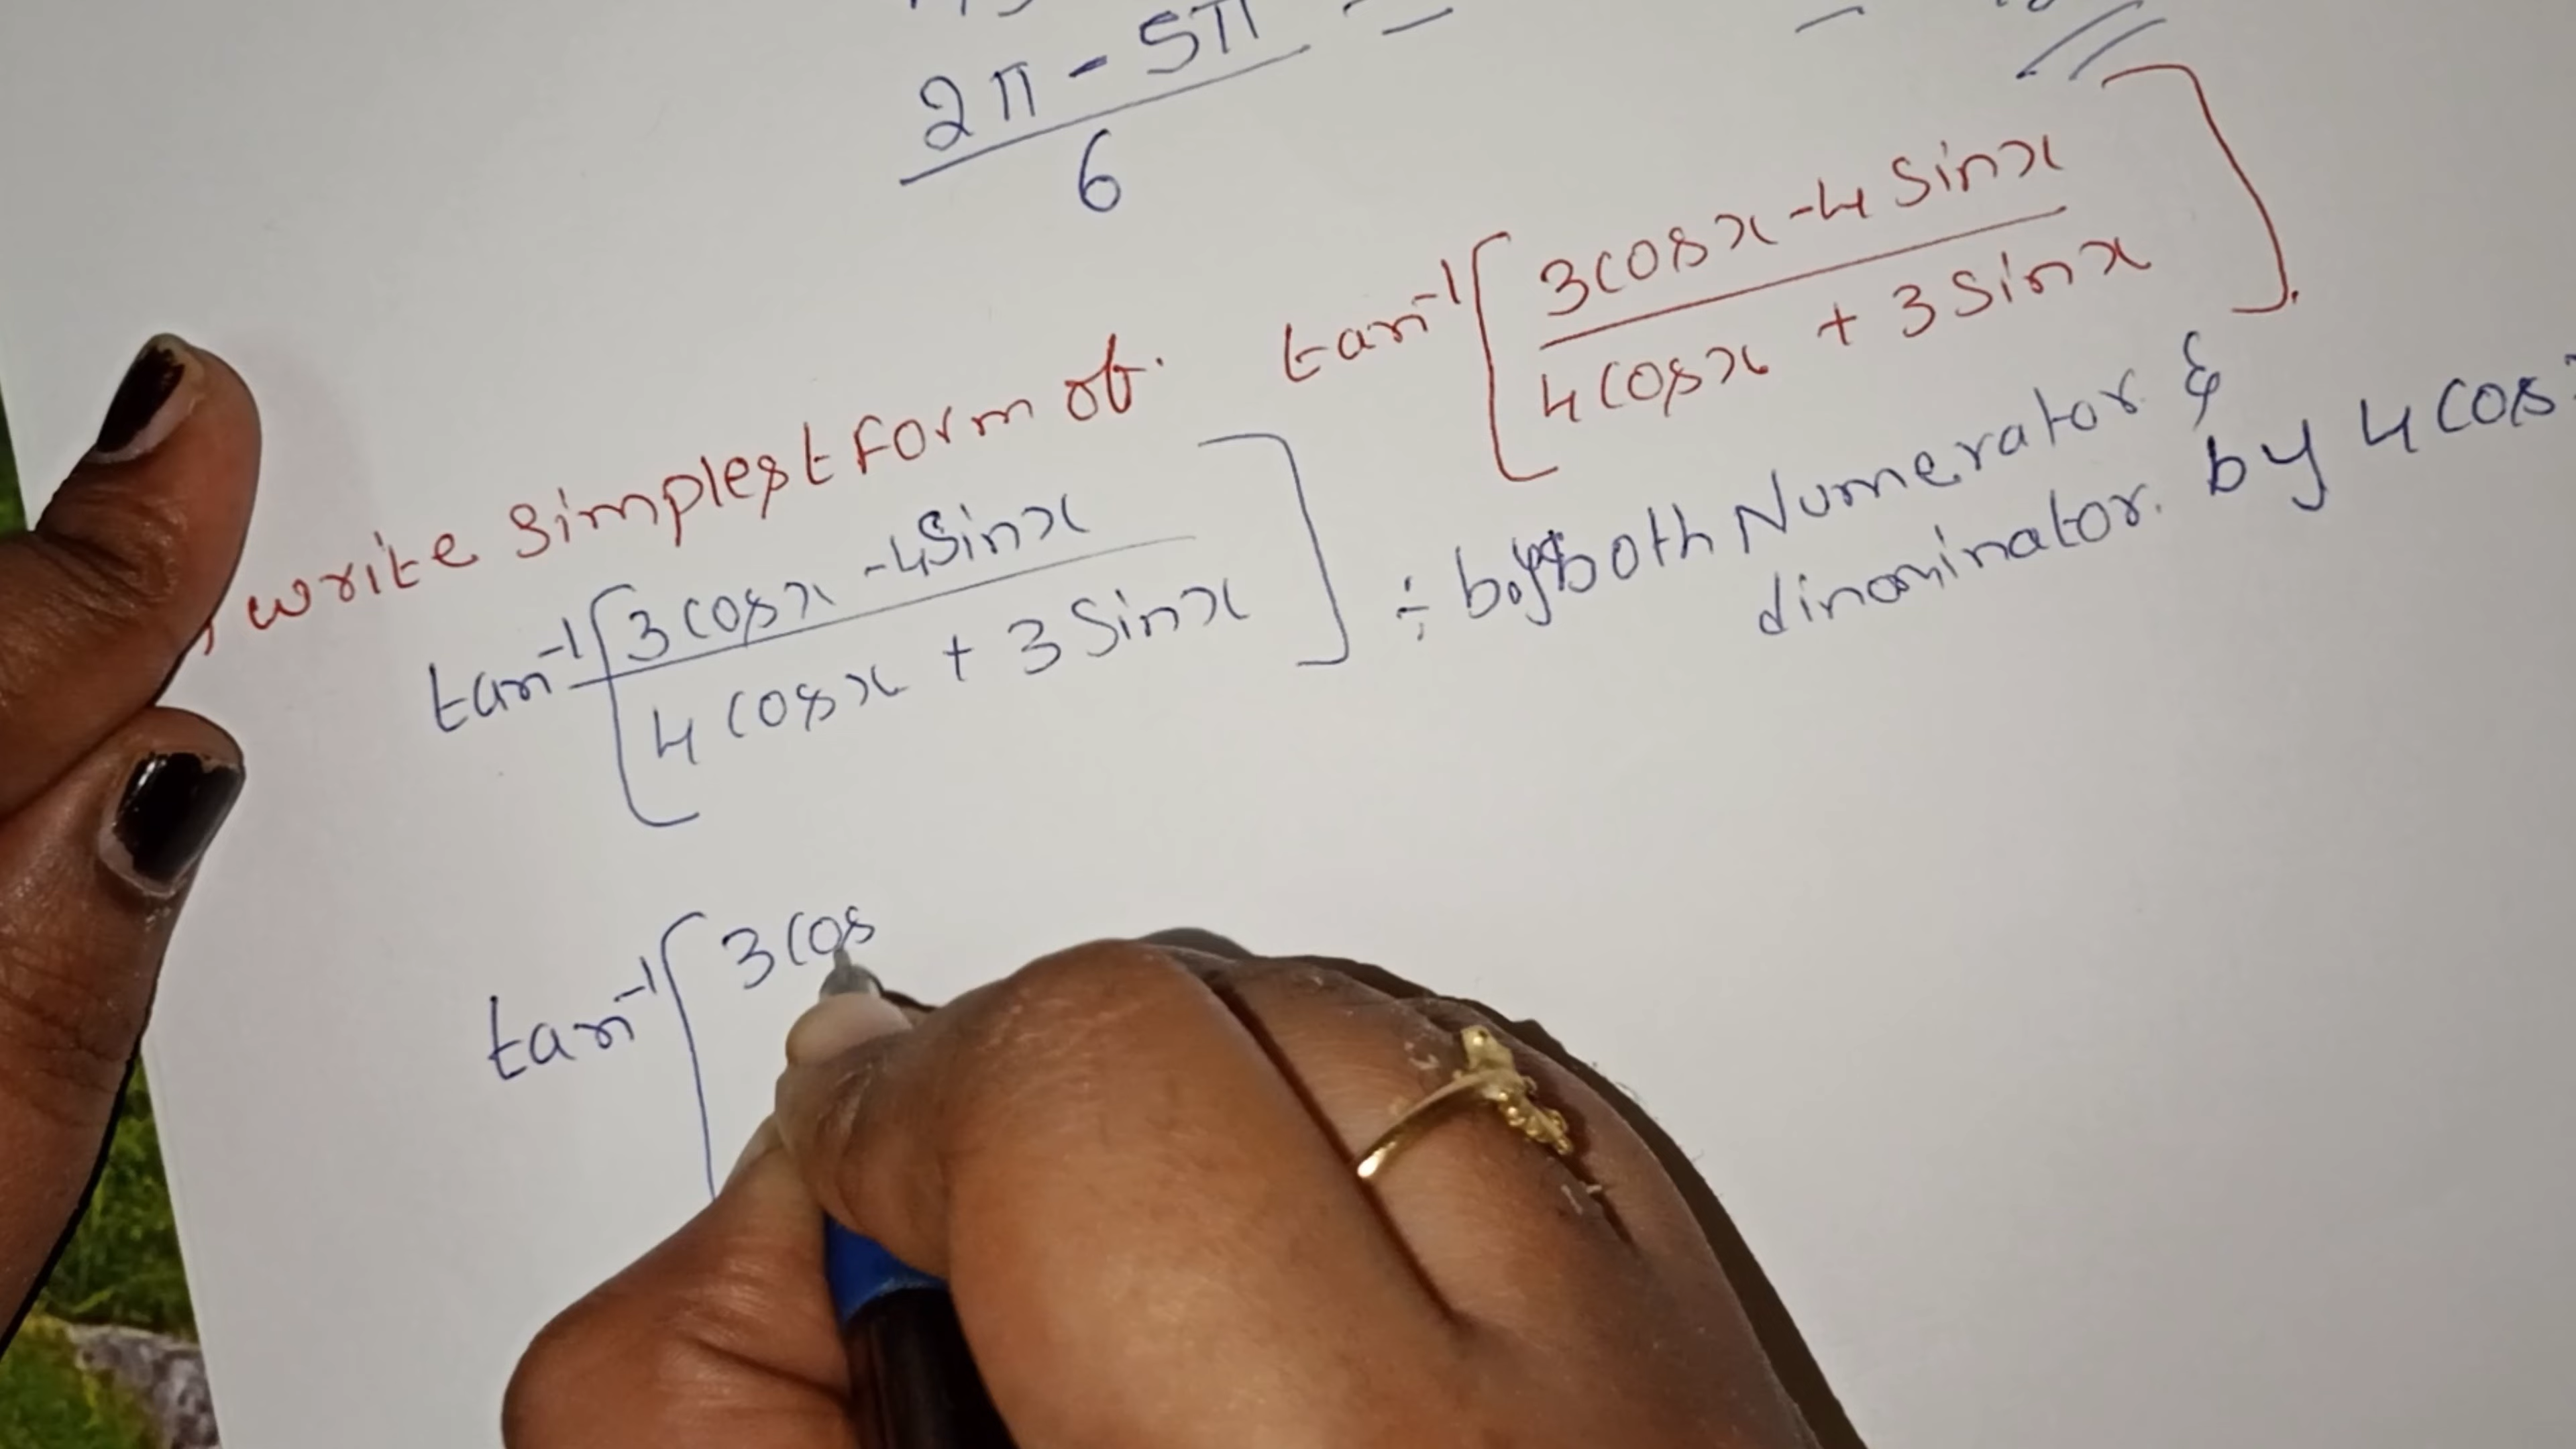 2π - 5π
6
write simplest form of. tan⁻¹[3cosx - 4sinx
4cosx + 3sinx].
tan⁻¹[3cosx - 4sinx
4cosx + 3sinx] ÷ both Numerator &
dinominator. by 4cos
tan⁻¹[3cos